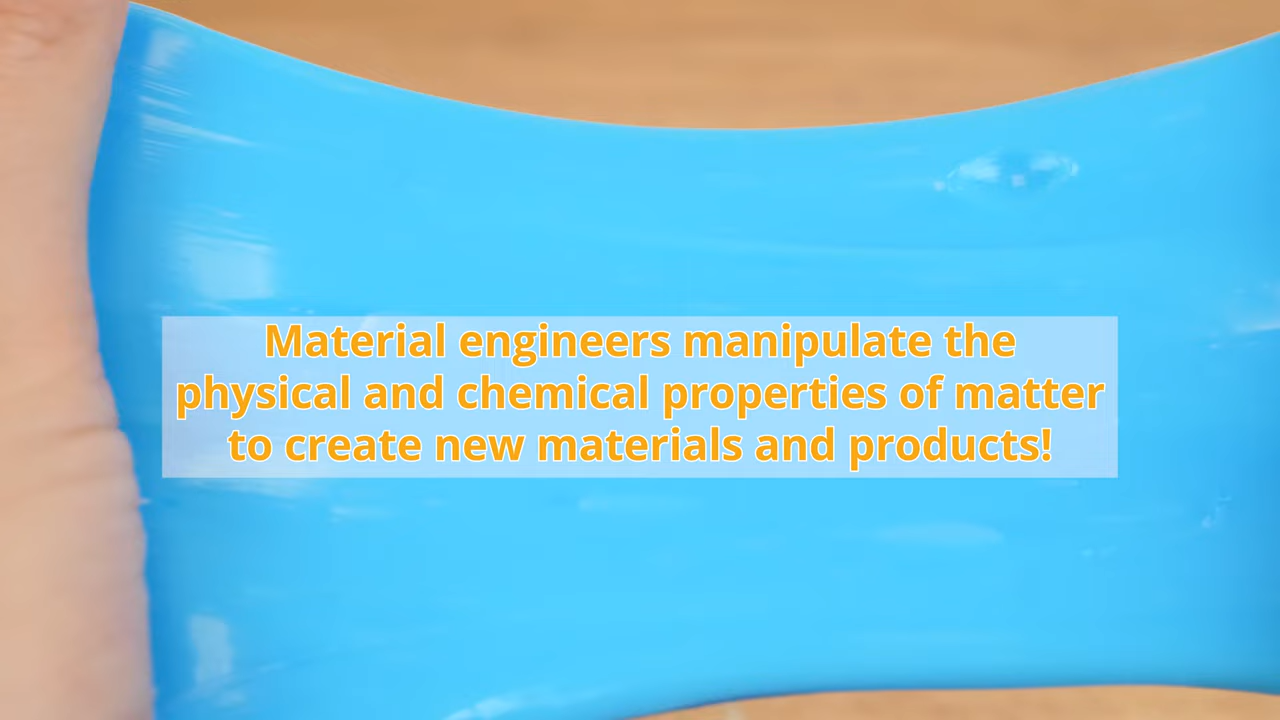 Material engineers manipulate the
physical and chemical properties of matter
to create new materials and products!